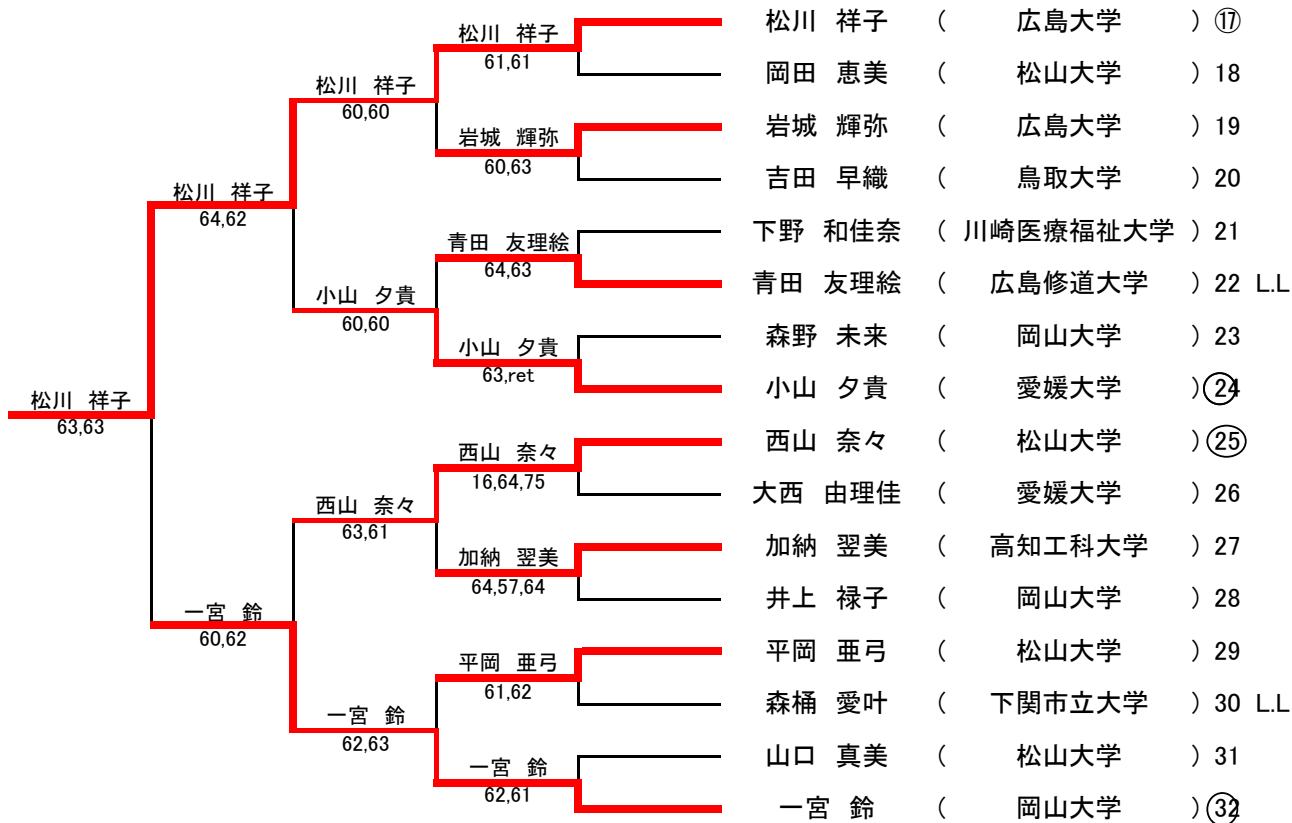 松川 祥子 ( 広島大学 ) ⑰
松川 祥子
61,61
岡田 恵美 ( 松山大学 ) 18
松川 祥子
60,60
岩城 輝弥 ( 広島大学 ) 19
岩城 輝弥
60,63
吉田 早織 ( 鳥取大学 ) 20
松川 祥子
64,62
下野 和佳奈 ( 川崎医療福祉大学 ) 21
青田 友理絵
64,63
青田 友理絵 ( 広島修道大学 ) 22 L.L
小山 夕貴
60,60
森野 未来 ( 岡山大学 ) 23
小山 夕貴
63,ret
小山 夕貴 ( 愛媛大学 ) 24
松川 祥子
63,63
西山 奈々 ( 松山大学 ) 25
西山 奈々
16,64,75
大西 由理佳 ( 愛媛大学 ) 26
西山 奈々
63,61
加納 翌美 ( 高知工科大学 ) 27
加納 翌美
64,57,64
井上 禄子 ( 岡山大学 ) 28
一宮 鈴
60,62
平岡 亜弓 ( 松山大学 ) 29
平岡 亜弓
61,62
森桶 愛叶 ( 下関市立大学 ) 30 L.L
一宮 鈴
62,63
山口 真美 ( 松山大学 ) 31
一宮 鈴
62,61
一宮 鈴 ( 岡山大学 ) 32